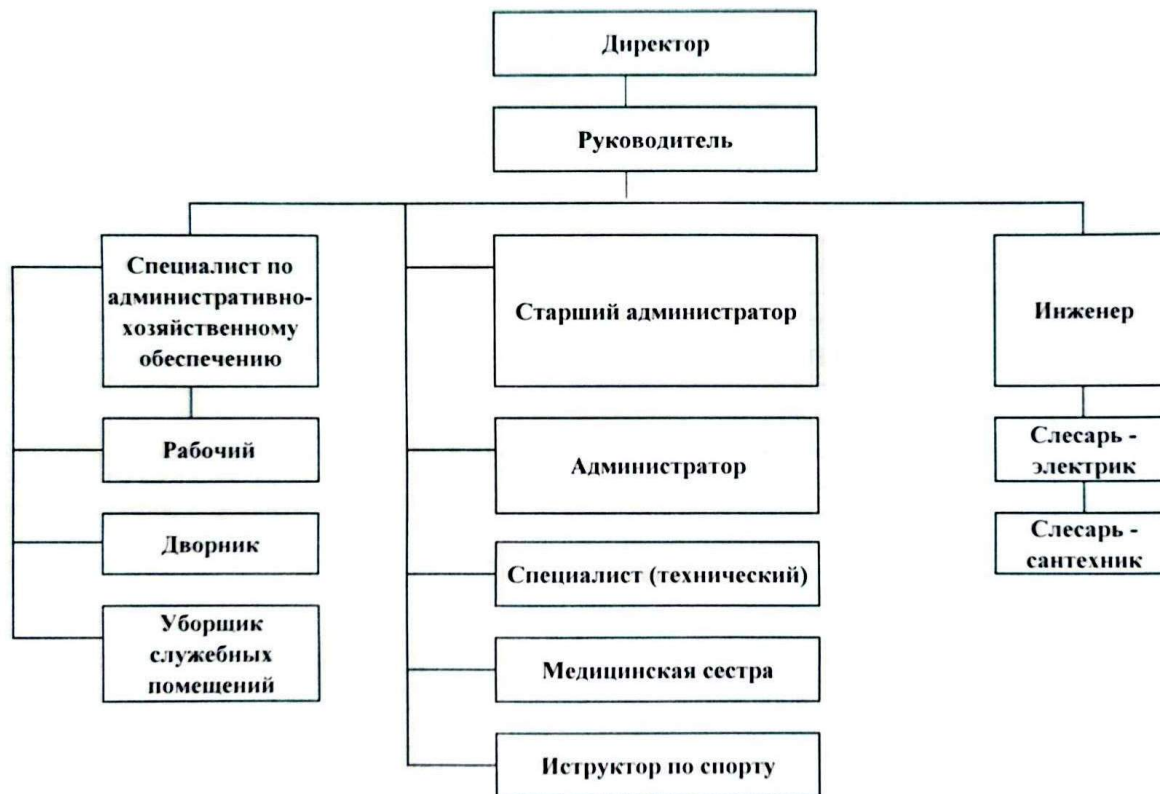 Директор
Руководитель
Специалист по
административно-
хозяйственному
обеспечению
Старший администратор
Инженер
Рабочий
Администратор
Слесарь -
электрик
Дворник
Специалист (технический)
Слесарь -
сантехник
Уборщик
служебных
помещений
Медицинская сестра
Иструктор по спорту